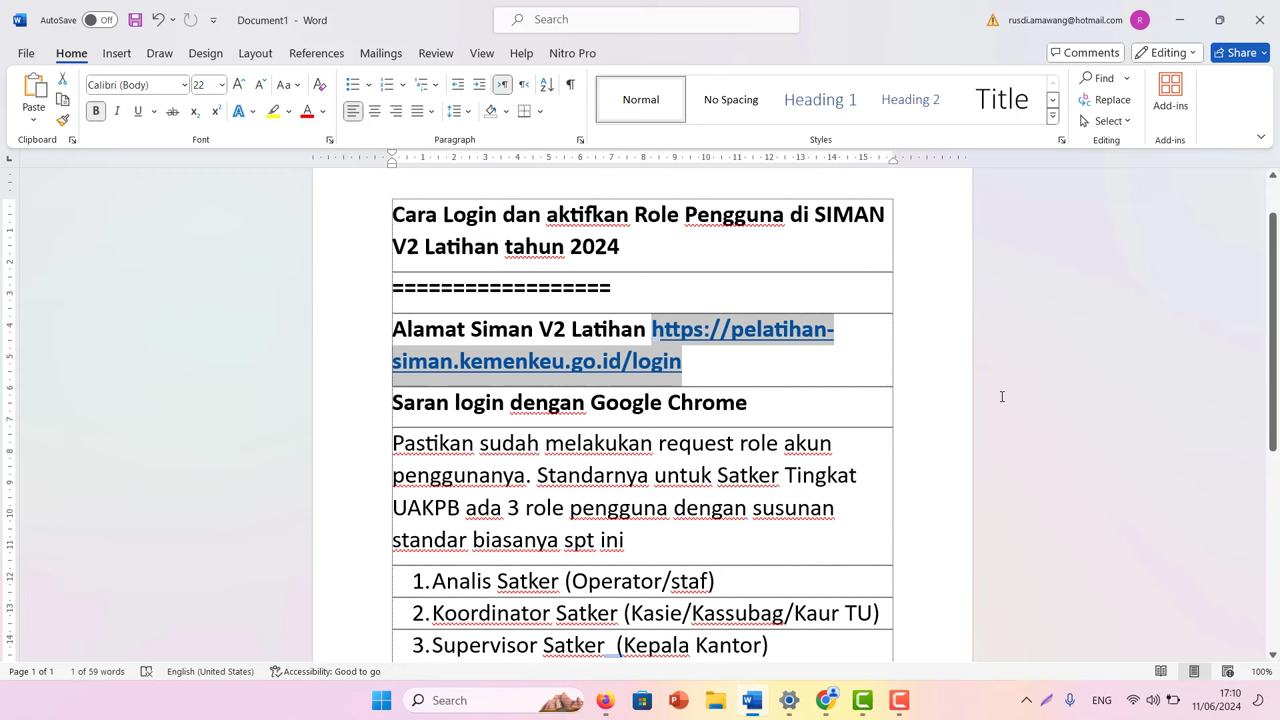 AutoSave Off Document1 - Word Search rusdi.amawang@hotmail.com R
File Home Insert Draw Design Layout References Mailings Review View Help Nitro Pro Comments Editing Share
Calibri (Body) 22 Normal No Spacing Heading 1 Heading 2 Title Find Replace Select
Paste Add-ins
Clipboard Font Paragraph Styles Editing Add-ins
Cara Login dan aktifkan Role Pengguna di SIMAN
V2 Latihan tahun 2024
==================
Alamat Siman V2 Latihan https://pelatihan-
siman.kemenkeu.go.id/login
Saran login dengan Google Chrome
Pastikan sudah melakukan request role akun
penggunanya. Standarnya untuk Satker Tingkat
UAKPB ada 3 role pengguna dengan susunan
standar biasanya spt ini
1. Analis Satker (Operator/staf)
2. Koordinator Satker (Kasie/Kassubag/Kaur TU)
3. Supervisor Satker (Kepala Kantor)
Page 1 of 1 1 of 59 words English (United States) Accessibility: Good to go 100%
Search ENG 17:10
11/06/2024